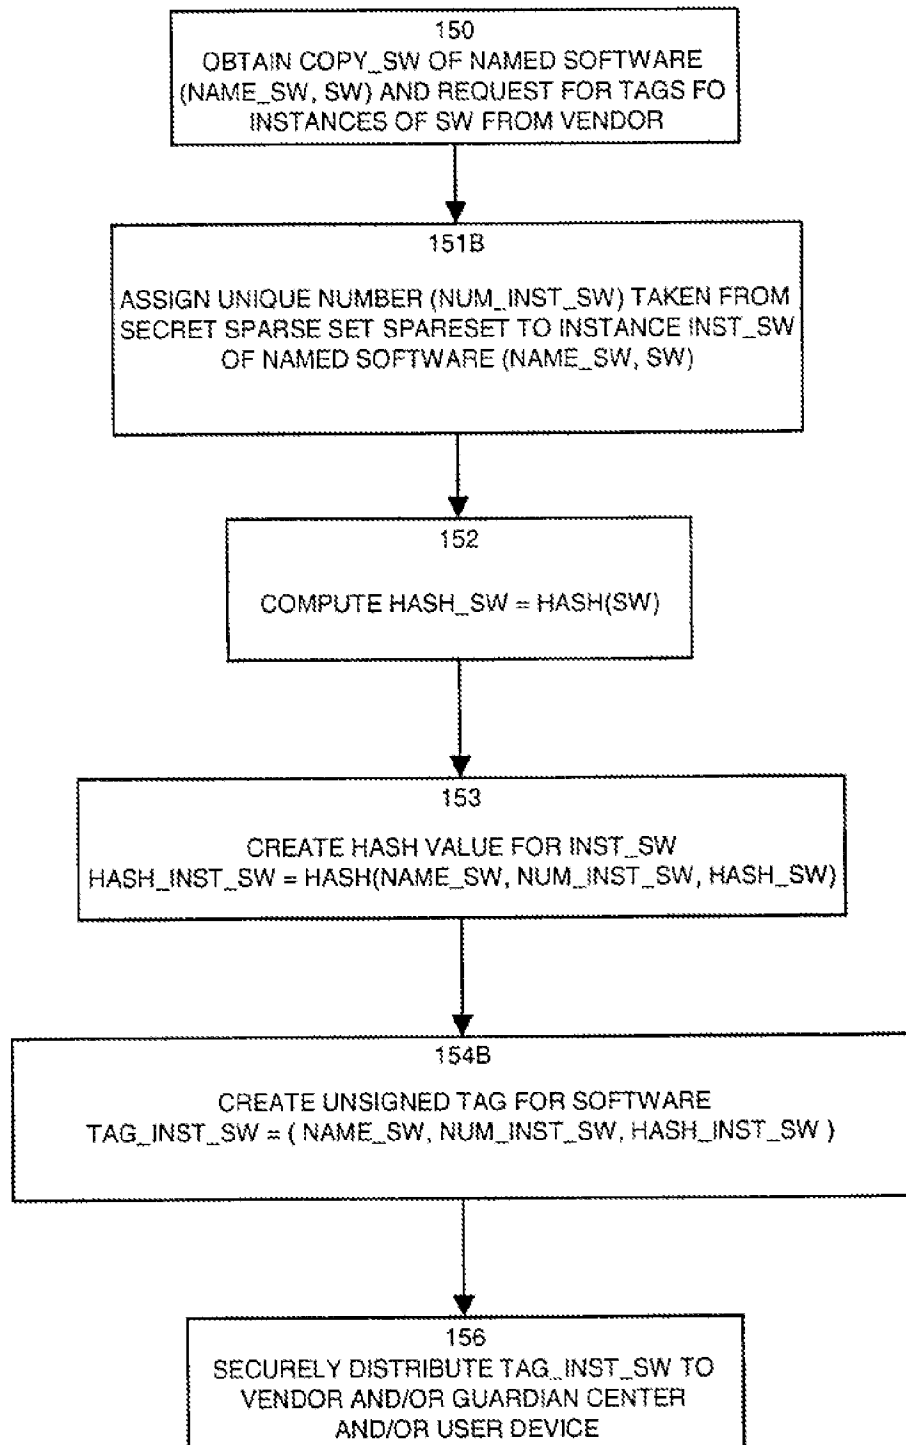 150
OBTAIN COPY_SW OF NAMED SOFTWARE
(NAME_SW, SW) AND REQUEST FOR TAGS FO
INSTANCES OF SW FROM VENDOR
151B
ASSIGN UNIQUE NUMBER (NUM_INST_SW) TAKEN FROM
SECRET SPARSE SET SPARESET TO INSTANCE INST_SW
OF NAMED SOFTWARE (NAME_SW, SW)
152
COMPUTE HASH_SW = HASH(SW)
153
CREATE HASH VALUE FOR INST_SW
HASH_INST_SW = HASH(NAME_SW, NUM_INST_SW, HASH_SW)
154B
CREATE UNSIGNED TAG FOR SOFTWARE
TAG_INST_SW = ( NAME_SW, NUM_INST_SW, HASH_INST_SW )
156
SECURELY DISTRIBUTE TAG_INST_SW TO
VENDOR AND/OR GUARDIAN CENTER
AND/OR USER DEVICE